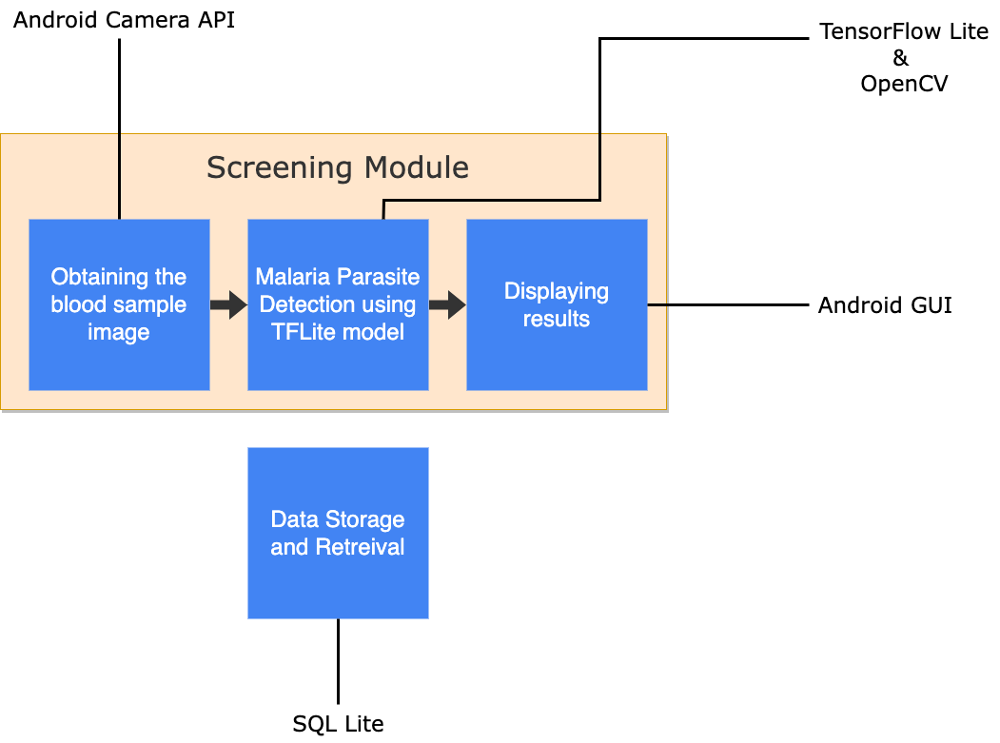 Android Camera API
TensorFlow Lite
&
OpenCV
Screening Module
Obtaining the
blood sample
image
Malaria Parasite
Detection using
TFLite model
Displaying
results
Android GUI
Data Storage
and Retreival
SQL Lite